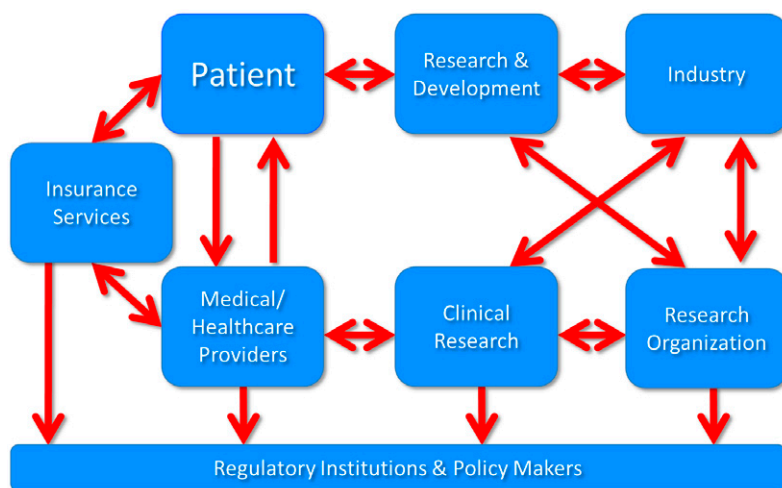 Patient
Research &
Development
Industry
Insurance
Services
Medical/
Healthcare
Providers
Clinical
Research
Research
Organization
Regulatory Institutions & Policy Makers